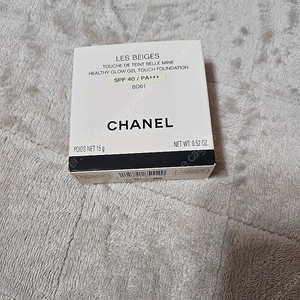 LES BEIGES
TOUCHE DE TEINT BELLE MINE
HEALTHY GLOW GEL TOUCH FOUNDATION
SPF 40 / PA+++
BD01
CHANEL
POIDS NET 15 g
NET WT. 0.52 OZ.